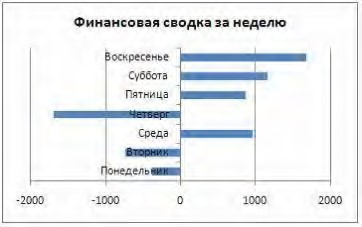 Финансовая сводка за неделю
Воскресенье
Суббота
Пятница
Четверг
Среда
Вторник
Понедельник
-2000 -1000 0 1000 2000